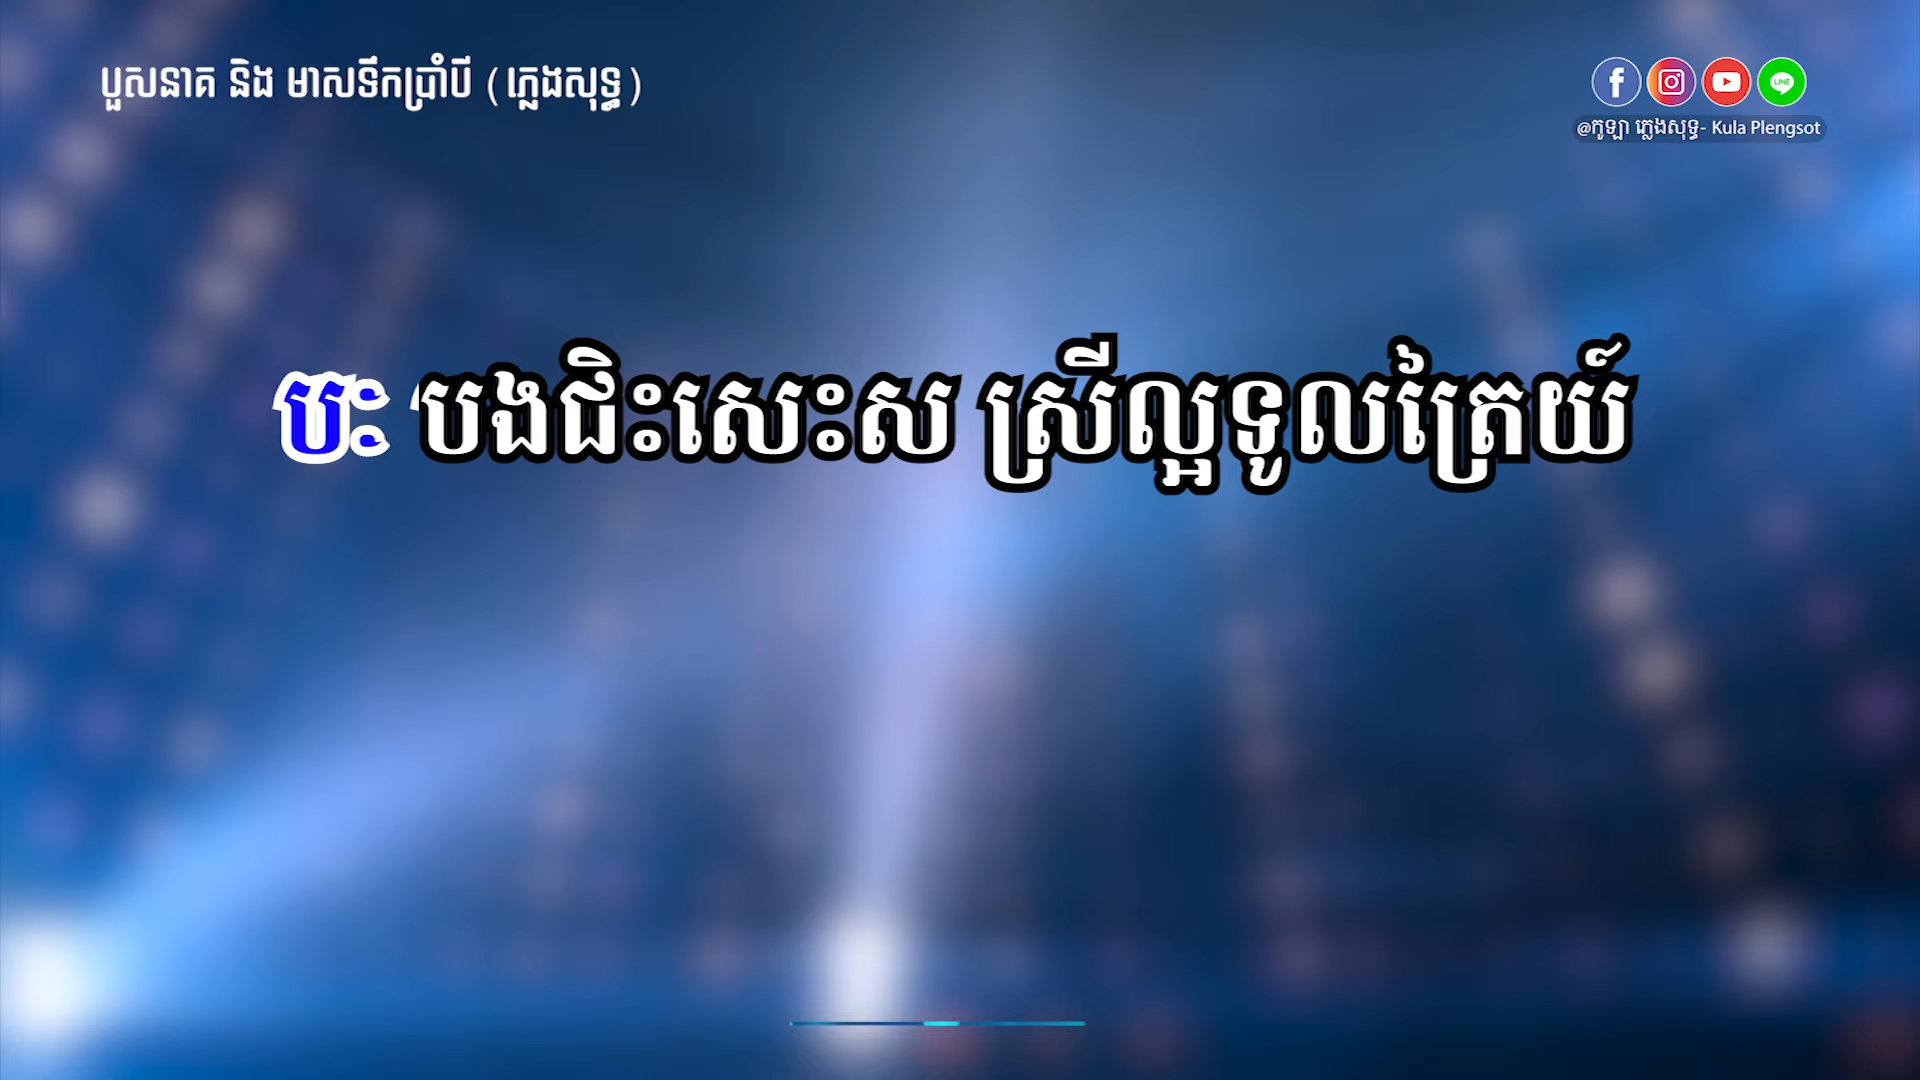 បួសនាគ និង មាសទឹកប្រាំបី (ភ្លេងសុទ្ធ)
LINE
@កូឡា ភ្លេងសុទ្ធ- Kula Plengsot
បះ បងជិះសេះស ស្រីល្អទូលត្រៃយ៍